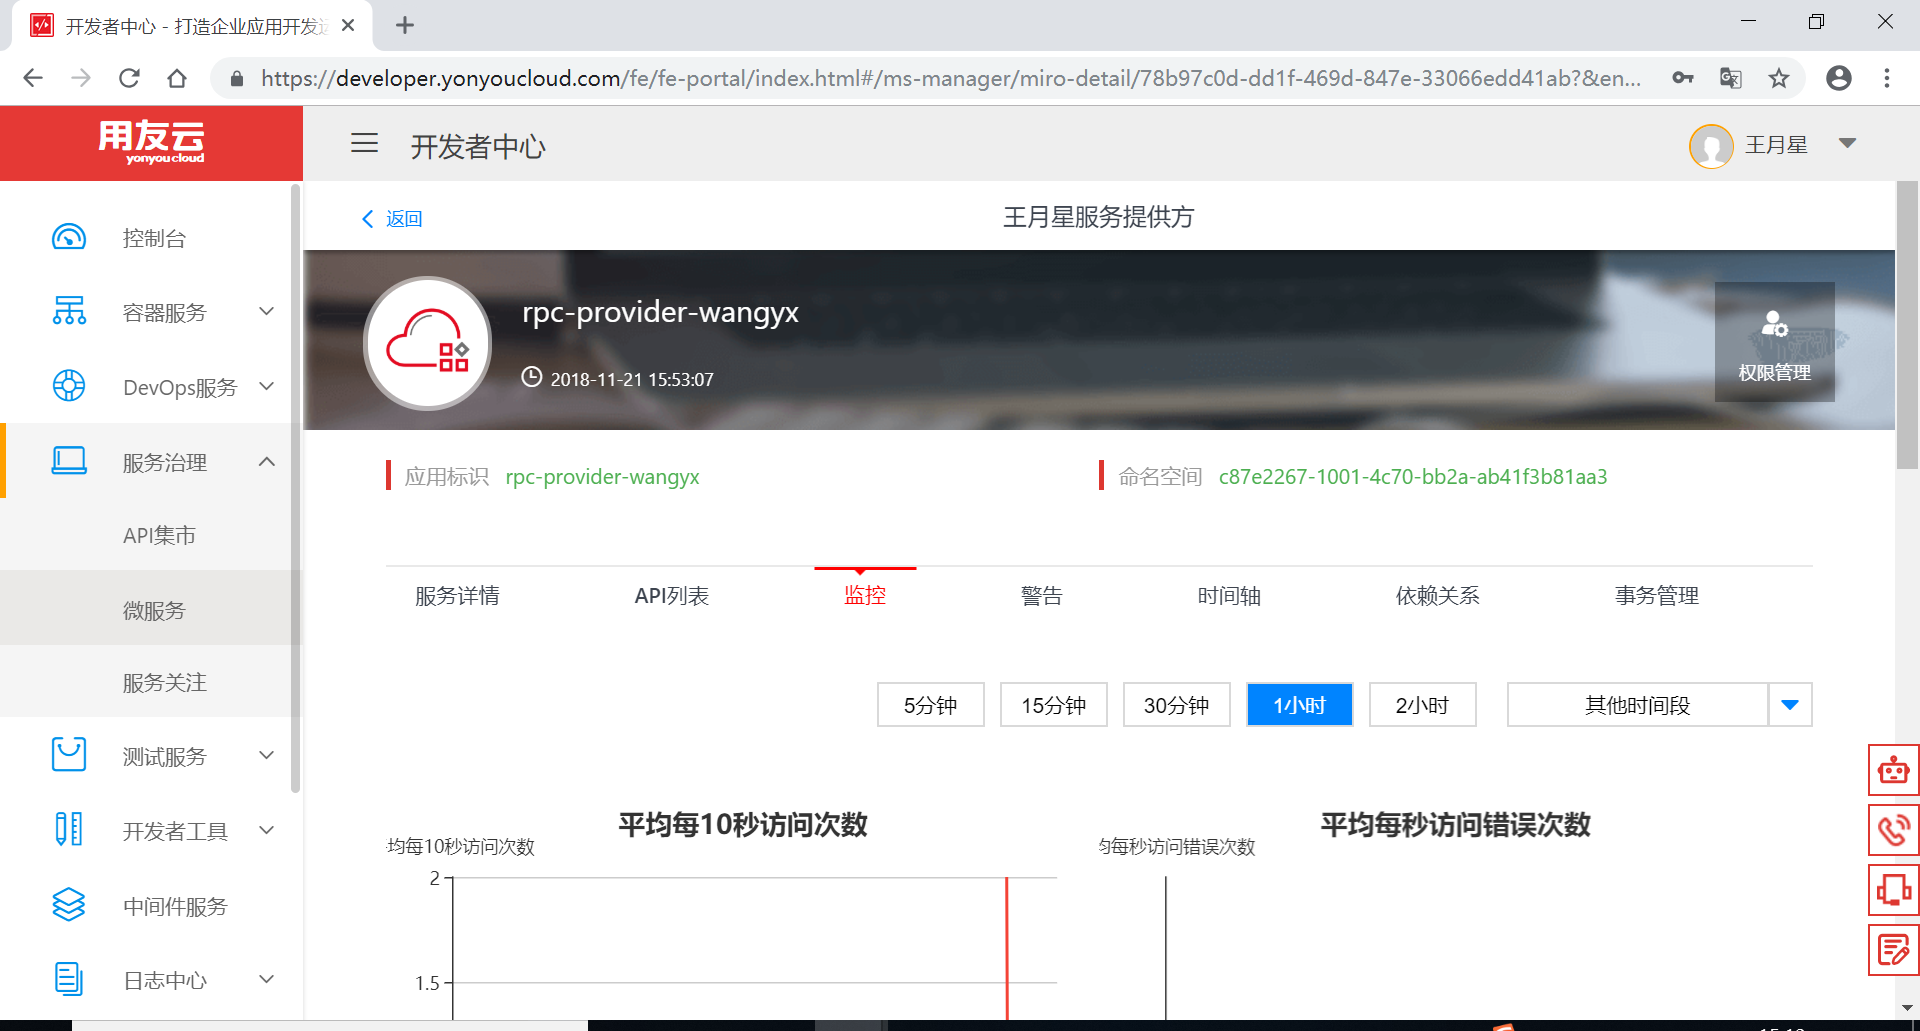 开发者中心 - 打造企业应用开发
https://developer.yonyoucloud.com/fe/fe-portal/index.html#/ms-manager/miro-detail/78b97c0d-dd1f-469d-847e-33066edd41ab?&en...
用友云
yonyoucloud
开发者中心
王月星
控制台
容器服务
DevOps服务
服务治理
API集市
微服务
服务关注
测试服务
开发者工具
中间件服务
日志中心
返回
王月星服务提供方
rpc-provider-wangyx
2018-11-21 15:53:07
权限管理
应用标识 rpc-provider-wangyx
命名空间 c87e2267-1001-4c70-bb2a-ab41f3b81aa3
服务详情 API列表 监控 警告 时间轴 依赖关系 事务管理
5分钟 15分钟 30分钟 1小时 2小时 其他时间段
平均每10秒访问次数
均每10秒访问次数
2
1.5
平均每秒访问错误次数
均每秒访问错误次数